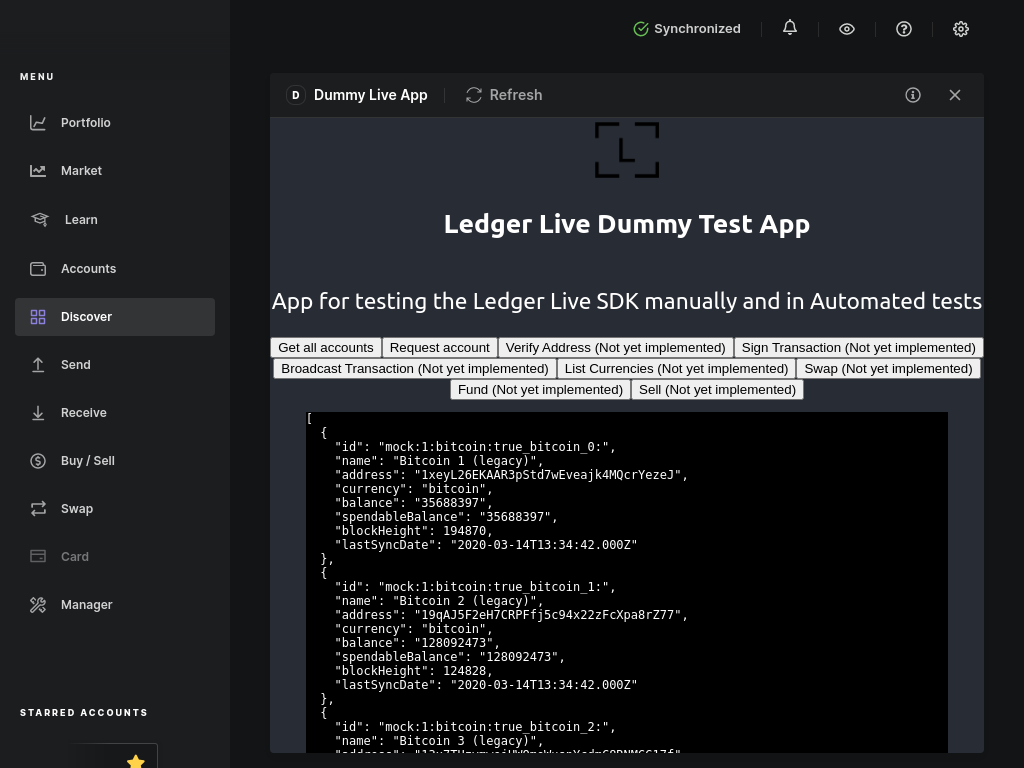 Synchronized
MENU
Portfolio
Market
Learn
Accounts
Discover
Send
Receive
Buy / Sell
Swap
Card
Manager
STARRED ACCOUNTS
D Dummy Live App
Refresh
L
Ledger Live Dummy Test App
App for testing the Ledger Live SDK manually and in Automated tests
Get all accounts Request account Verify Address (Not yet implemented) Sign Transaction (Not yet implemented)
Broadcast Transaction (Not yet implemented) List Currencies (Not yet implemented) Swap (Not yet implemented)
Fund (Not yet implemented) Sell (Not yet implemented)
[
{
"id": "mock:1:bitcoin:true_bitcoin_0:",
"name": "Bitcoin 1 (legacy)",
"address": "1xeyL26EKAAR3pStd7wEveajk4MQcrYezeJ",
"currency": "bitcoin",
"balance": "35688397",
"spendableBalance": "35688397",
"blockHeight": 194870,
"lastSyncDate": "2020-03-14T13:34:42.000Z"
},
{
"id": "mock:1:bitcoin:true_bitcoin_1:",
"name": "Bitcoin 2 (legacy)",
"address": "19qAJ5F2eH7CRPFfj5c94x22zFcXpa8rZ77",
"currency": "bitcoin",
"balance": "128092473",
"spendableBalance": "128092473",
"blockHeight": 124828,
"lastSyncDate": "2020-03-14T13:34:42.000Z"
},
{
"id": "mock:1:bitcoin:true_bitcoin_2:",
"name": "Bitcoin 3 (legacy)",